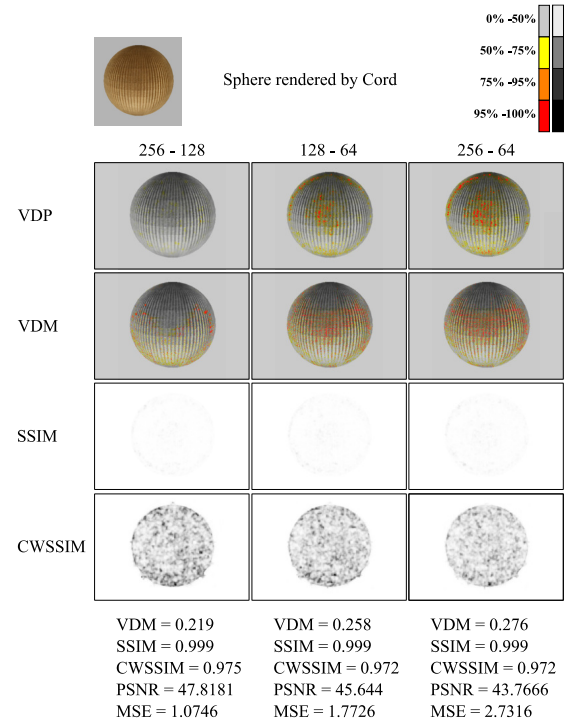 0% -50%
50% -75%
Sphere rendered by Cord
75% -95%
95% -100%
256 - 128
128 - 64
256 - 64
VDP
VDM
SSIM
CWSSIM
VDM = 0.219
SSIM = 0.999
CWSSIM = 0.975
PSNR = 47.8181
MSE = 1.0746
VDM = 0.258
SSIM = 0.999
CWSSIM = 0.972
PSNR = 45.644
MSE = 1.7726
VDM = 0.276
SSIM = 0.999
CWSSIM = 0.972
PSNR = 43.7666
MSE = 2.7316